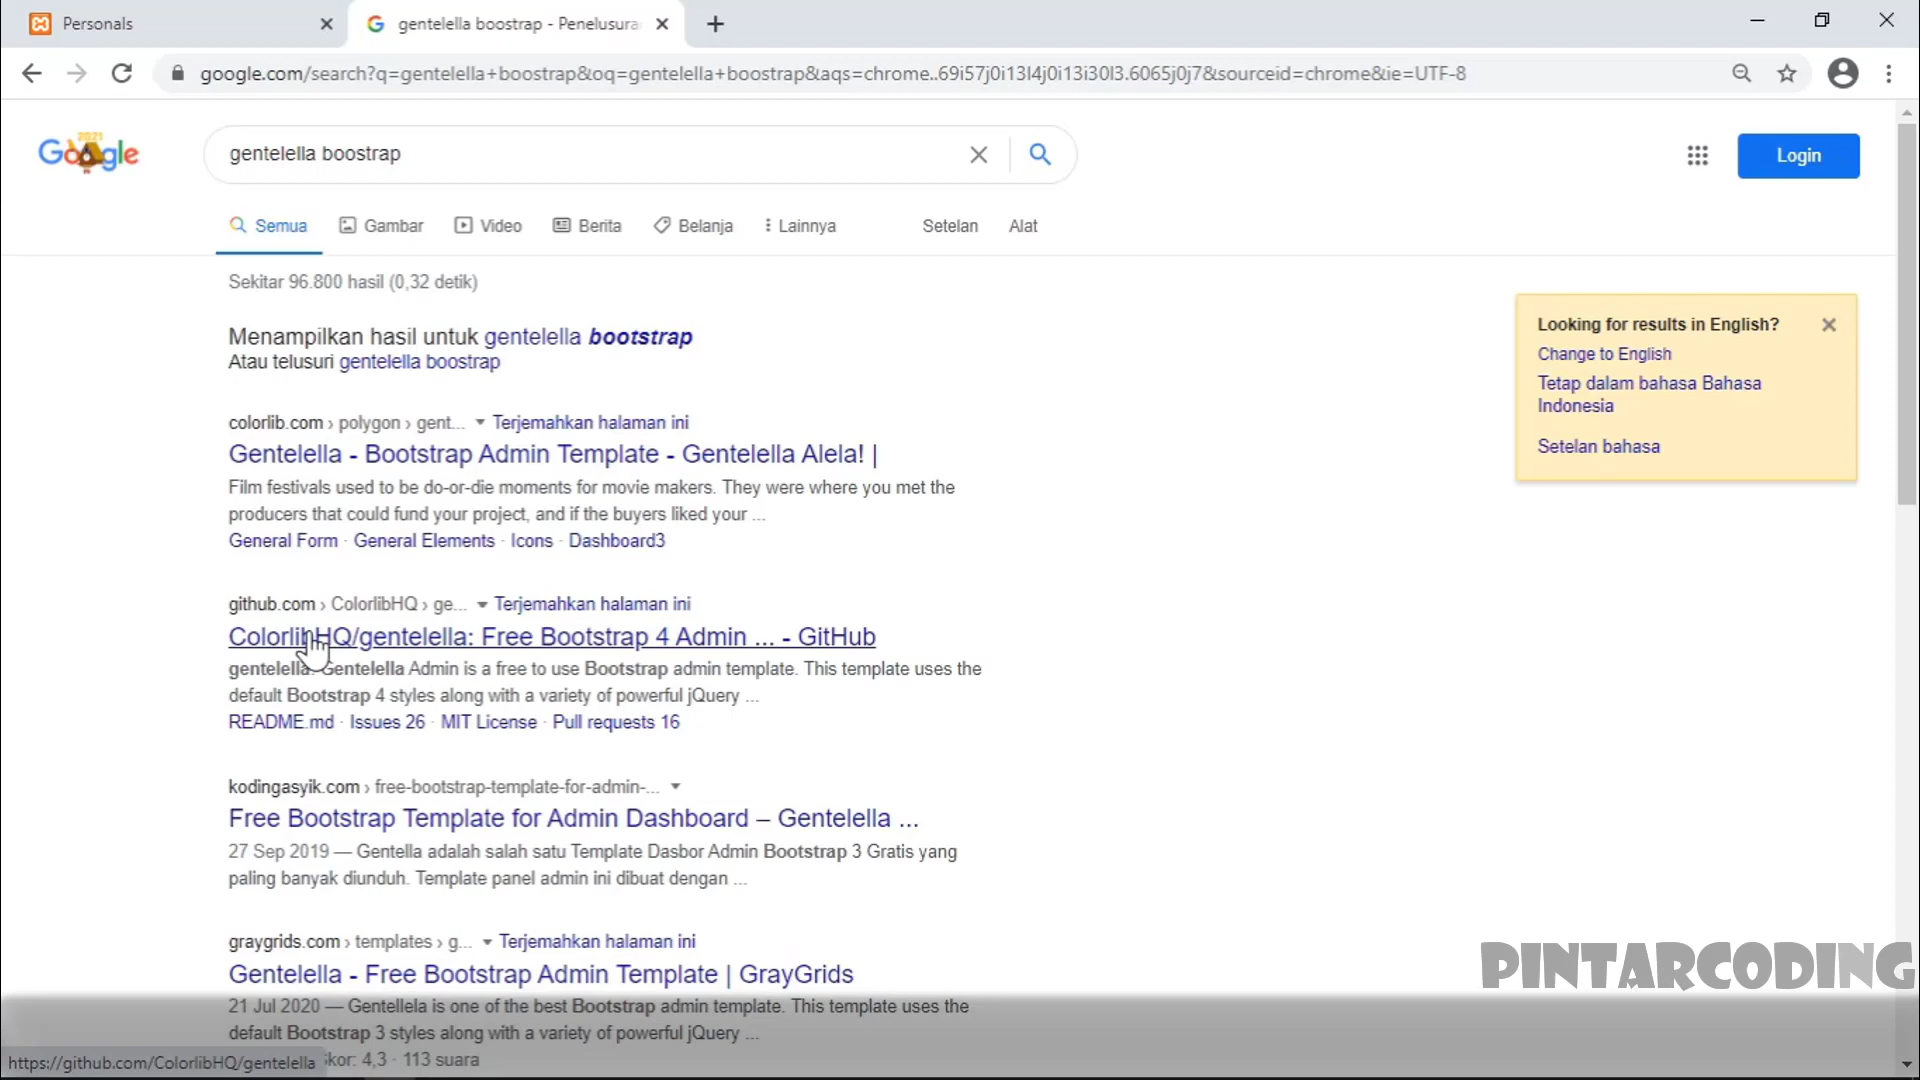 Personals
gentelella boostrap - Penelusura
google.com/search?q=gentelella+boostrap&oq=gentelella+boostrap&aqs=chrome..69i57j0i13l4j0i13i30l3.6065j0j7&sourceid=chrome&ie=UTF-8
2021
Google
gentelella boostrap
Login
Semua Gambar Video Berita Belanja Lainnya Setelan Alat
Sekitar 96.800 hasil (0,32 detik)
Menampilkan hasil untuk gentelella bootstrap
Atau telusuri gentelella boostrap
Looking for results in English?
Change to English
Tetap dalam bahasa Bahasa
Indonesia
Setelan bahasa
colorlib.com › polygon › gent... Terjemahkan halaman ini
Gentelella - Bootstrap Admin Template - Gentelella Alela! |
Film festivals used to be do-or-die moments for movie makers. They were where you met the
producers that could fund your project, and if the buyers liked your ...
General Form · General Elements · Icons · Dashboard3
github.com › ColorlibHQ › ge... Terjemahkan halaman ini
ColorlibHQ/gentelella: Free Bootstrap 4 Admin ... - GitHub
gentelella. Gentelella Admin is a free to use Bootstrap admin template. This template uses the
default Bootstrap 4 styles along with a variety of powerful jQuery ...
README.md · Issues 26 · MIT License · Pull requests 16
kodingasyik.com › free-bootstrap-template-for-admin-...
Free Bootstrap Template for Admin Dashboard – Gentelella ...
27 Sep 2019 — Gentella adalah salah satu Template Dasbor Admin Bootstrap 3 Gratis yang
paling banyak diunduh. Template panel admin ini dibuat dengan ...
graygrids.com › templates › g... Terjemahkan halaman ini
Gentelella - Free Bootstrap Admin Template | GrayGrids
21 Jul 2020 — Gentellela is one of the best Bootstrap admin template. This template uses the
default Bootstrap 3 styles along with a variety of powerful jQuery ...
kor: 4,3 · 113 suara
PINTARCODING
https://github.com/ColorlibHQ/gentelella